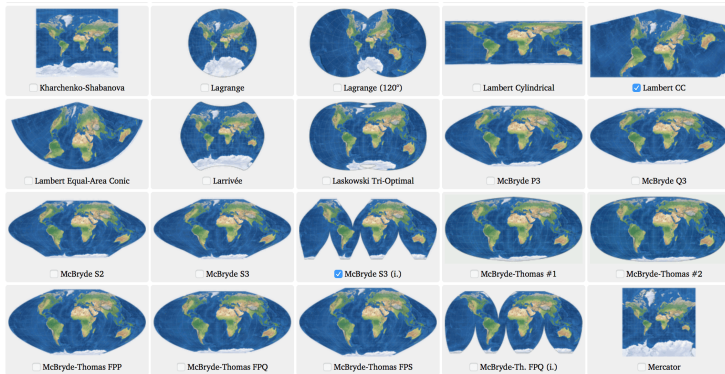 Kharchenko-Shabanova
Lagrange
Lagrange (120°)
Lambert Cylindrical
Lambert CC
Lambert Equal-Area Conic
Larrivée
Laskowski Tri-Optimal
McBryde P3
McBryde Q3
McBryde S2
McBryde S3
McBryde S3 (i.)
McBryde-Thomas #1
McBryde-Thomas #2
McBryde-Thomas FPP
McBryde-Thomas FPQ
McBryde-Thomas FPS
McBryde-Th. FPQ (i.)
Mercator